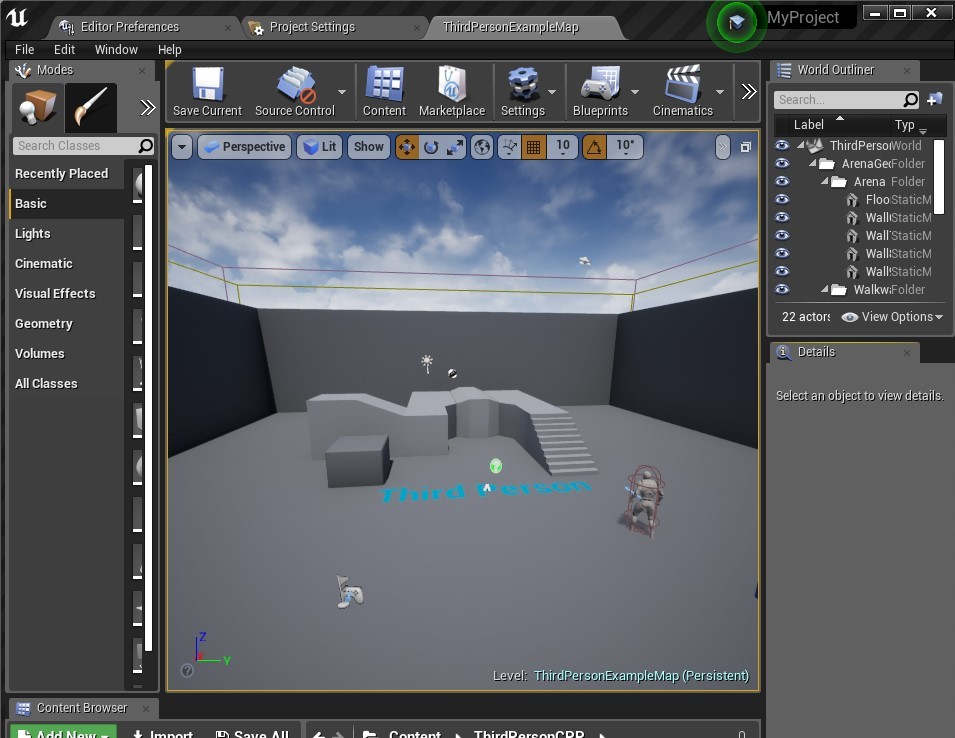 Editor Preferences
Project Settings
ThirdPersonExampleMap
MyProject
File Edit Window Help
Modes
Search Classes
Recently Placed
Basic
Lights
Cinematic
Visual Effects
Geometry
Volumes
All Classes
Save Current
Source Control
Content
Marketplace
Settings
Blueprints
Cinematics
Perspective
Lit
Show
10
10°
Third Person
Z
Y
Level: ThirdPersonExampleMap (Persistent)
World Outliner
Search...
Label Typ
ThirdPerson World
ArenaGe Folder
Arena Folder
Floo StaticM
Wall StaticM
Wall StaticM
Wall StaticM
Wall StaticM
Walkw Folder
22 actors
View Options
Details
Select an object to view details.
Content Browser
Add New
Import
Save All
Content
ThirdPersonCPP